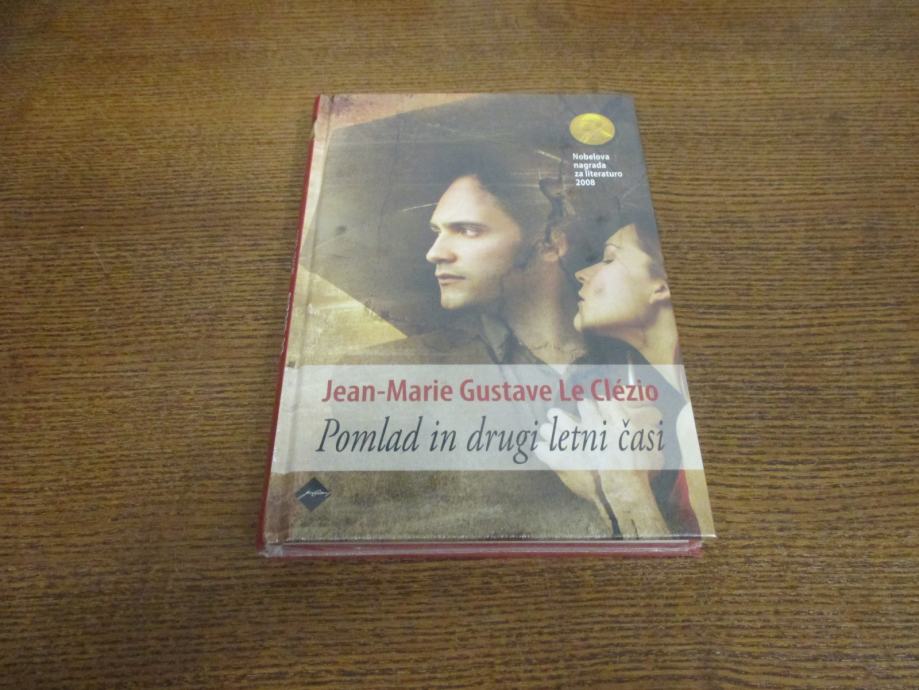 Nobelova
nagrada
za literaturo
2008
Jean-Marie Gustave Le Clézio
Pomlad in drugi letni časi